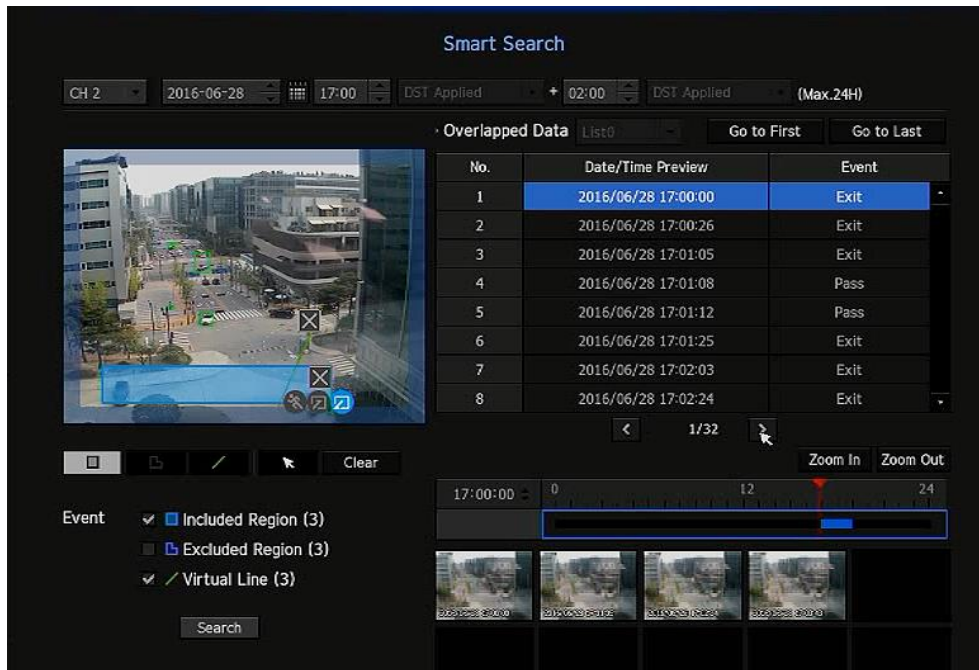 Smart Search
CH 2 2016-06-28 17:00 DST Applied + 02:00 DST Applied (Max.24H)
Overlapped Data List0 Go to First Go to Last
No. Date/Time Preview Event
1 2016/06/28 17:00:00 Exit
2 2016/06/28 17:00:26 Exit
3 2016/06/28 17:01:05 Exit
4 2016/06/28 17:01:08 Pass
5 2016/06/28 17:01:12 Pass
6 2016/06/28 17:01:25 Exit
7 2016/06/28 17:02:03 Exit
8 2016/06/28 17:02:24 Exit
< 1/32 >
Clear
Zoom In Zoom Out
17:00:00 0 12 24
Event
Included Region (3)
Excluded Region (3)
Virtual Line (3)
Search